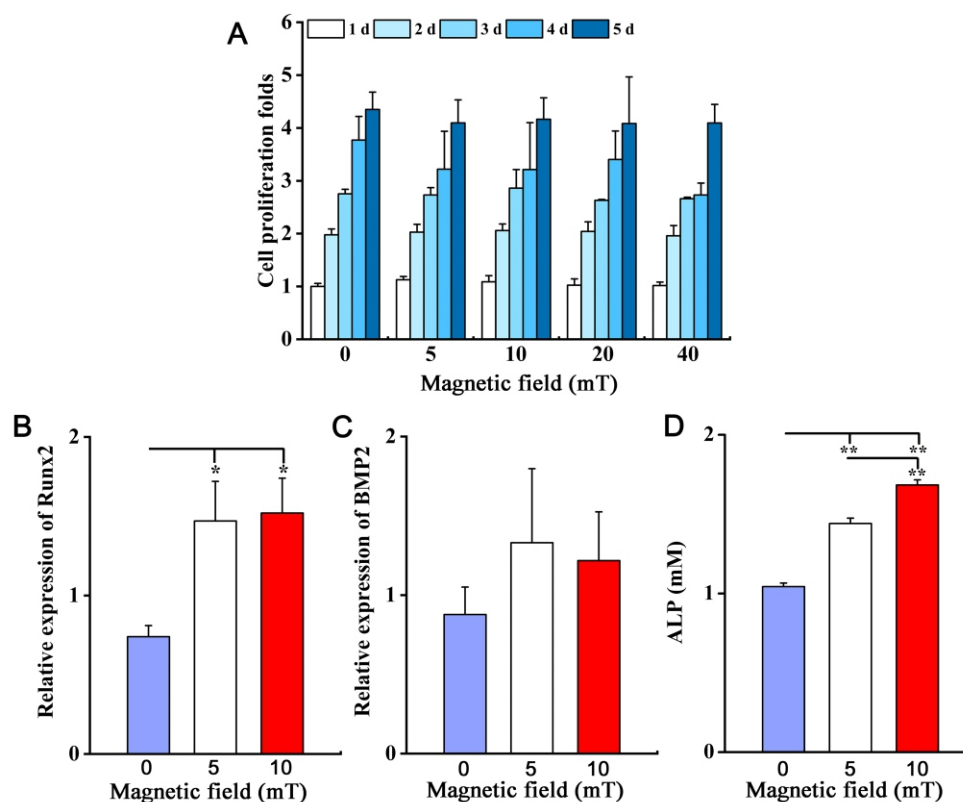 A
1 d 2 d 3 d 4 d 5 d
Cell proliferation folds
6
5
4
3
2
1
0
0 5 10 20 40
Magnetic field (mT)
B
Relative expression of Runx2
2
1
0
* *
0 5 10
Magnetic field (mT)
C
Relative expression of BMP2
2
1
0
0 5 10
Magnetic field (mT)
D
ALP (mM)
2
1
0
** **
**
0 5 10
Magnetic field (mT)